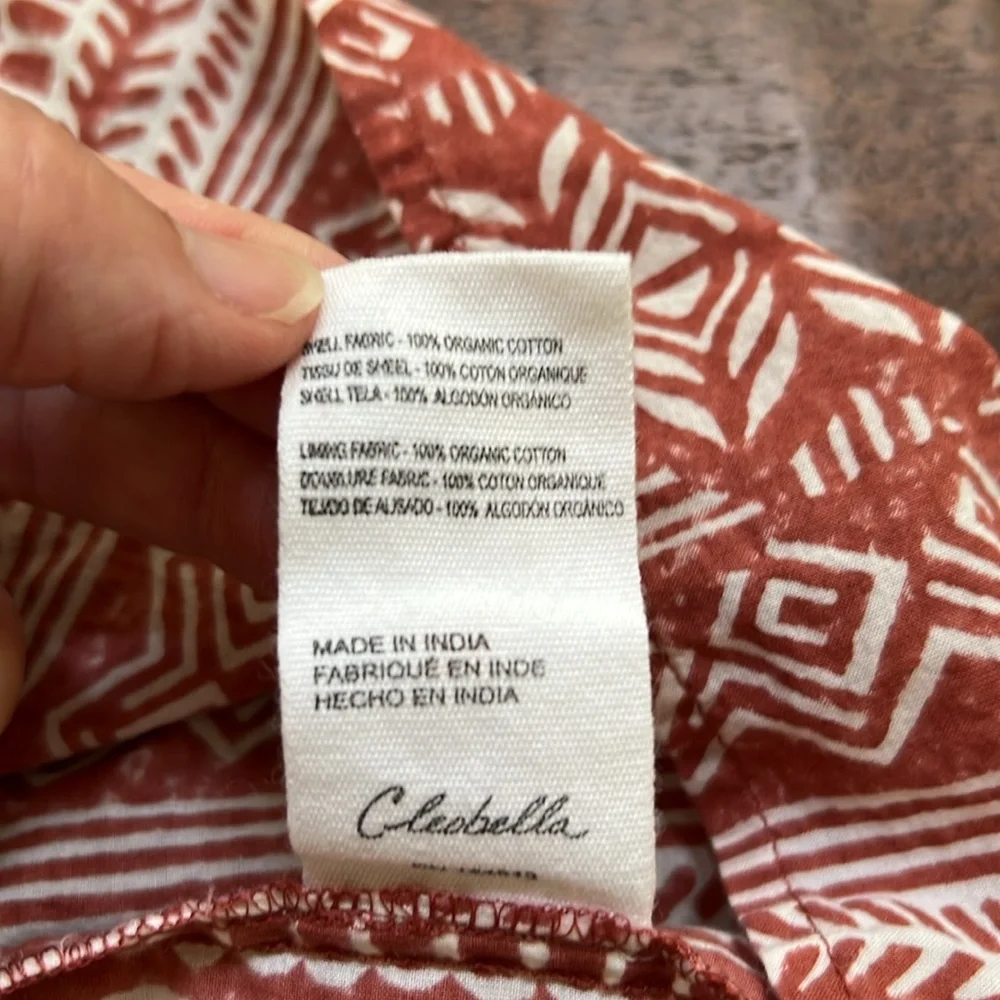 SHELL FABRIC - 100% ORGANIC COTTON
TISSU DE SHEEL - 100% COTON ORGANIQUE
SHELL TELA - 100% ALGODÓN ORGÁNICO
LINING FABRIC - 100% ORGANIC COTTON
DOUBLURE FABRIC - 100% COTON ORGANIQUE
TEJIDO DE - 100% ALGODÓN ORGÁNICO
MADE IN INDIA
FABRIQUÉ EN INDE
HECHO EN INDIA
Cleobella